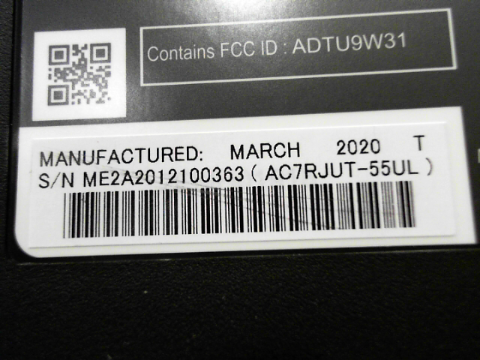 Contains FCC ID : ADTU9W31
MANUFACTURED: MARCH 2020 T
S/N ME2A2012100363 ( AC7RJUT-55UL )